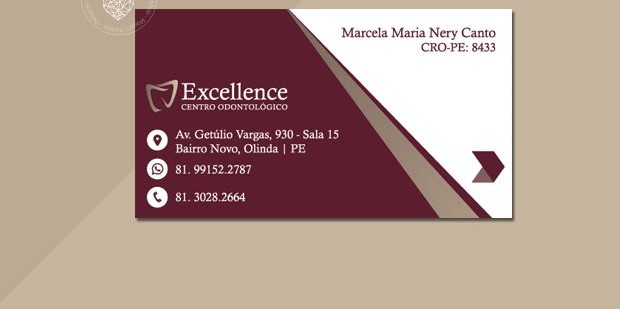 Marcela Maria Nery Canto
CRO-PE: 8433
Excellence
CENTRO ODONTOLÓGICO
Av. Getúlio Vargas, 930 - Sala 15
Bairro Novo, Olinda | PE
81. 99152.2787
81. 3028.2664